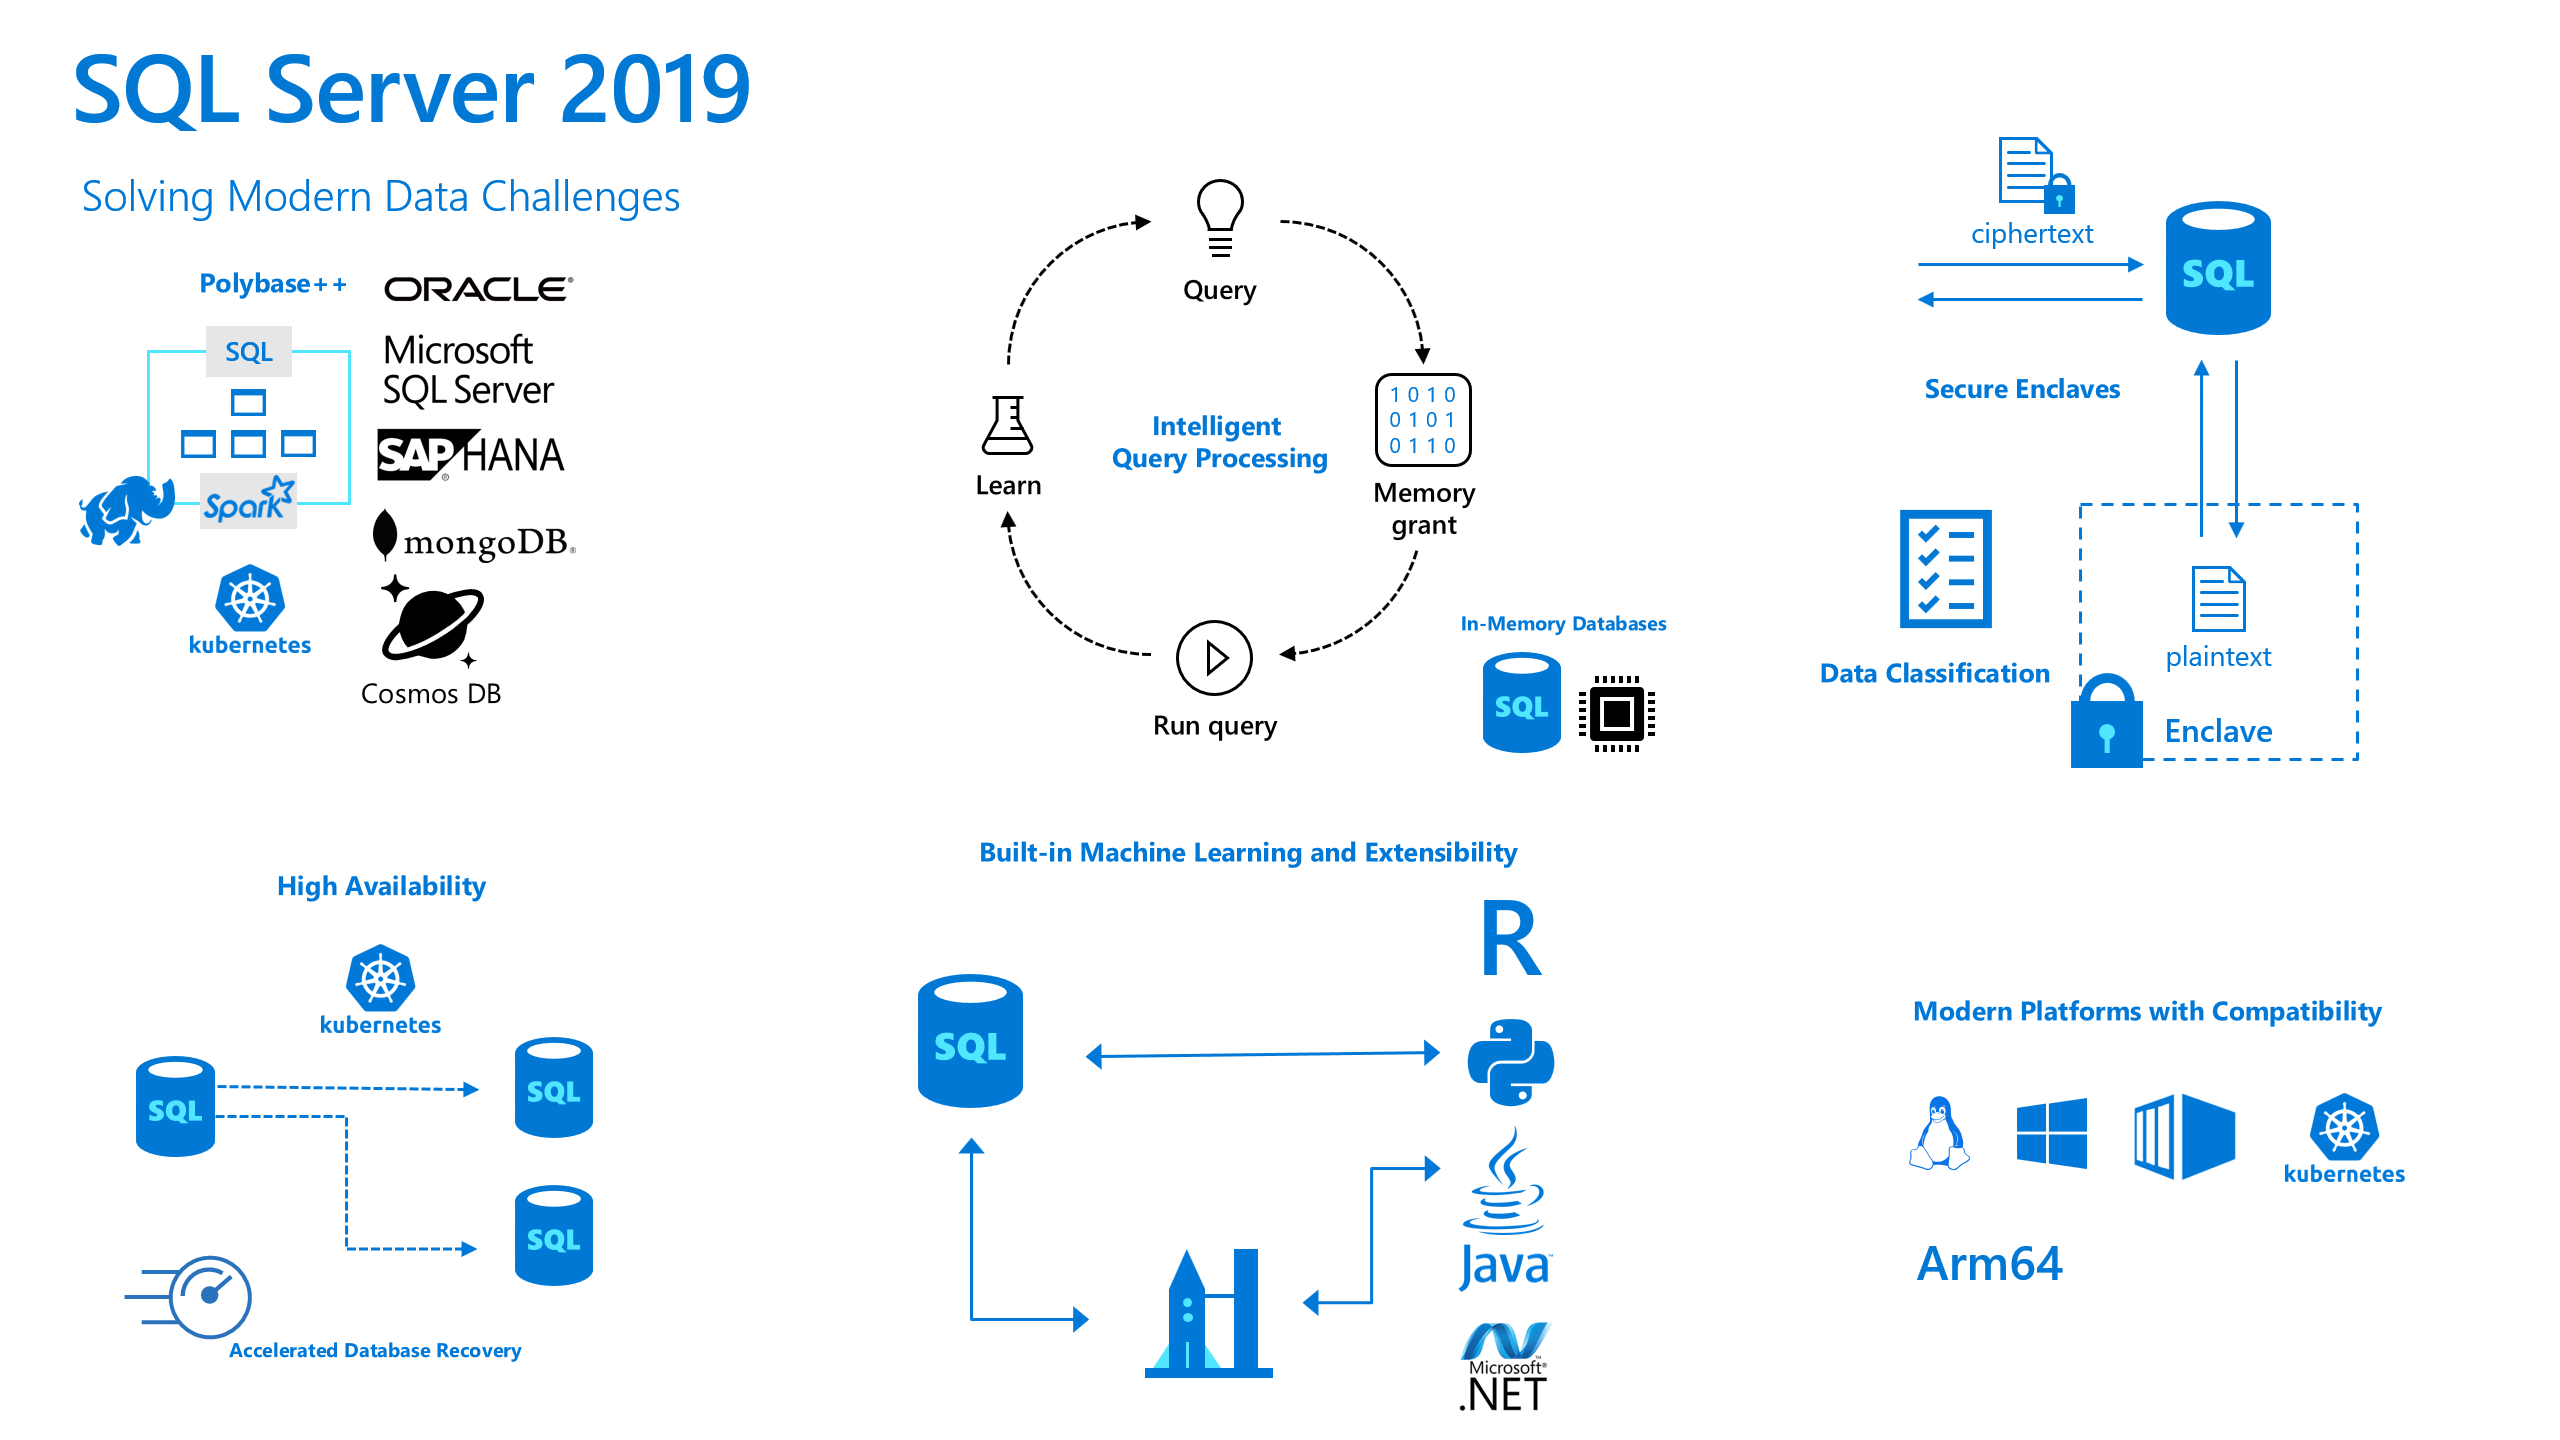 SQL Server 2019
Solving Modern Data Challenges
Polybase++
SQL
Spark
kubernetes
ORACLE®
Microsoft
SQL Server
SAP® HANA
mongoDB®
Cosmos DB
Query
Intelligent
Query Processing
1 0 1 0
0 1 0 1
0 1 1 0
Memory
grant
Learn
Run query
In-Memory Databases
SQL
ciphertext
SQL
Secure Enclaves
Data Classification
plaintext
Enclave
High Availability
kubernetes
SQL
SQL
SQL
Accelerated Database Recovery
Built-in Machine Learning and Extensibility
R
SQL
Java™
Microsoft®
.NET
Modern Platforms with Compatibility
kubernetes
Arm64